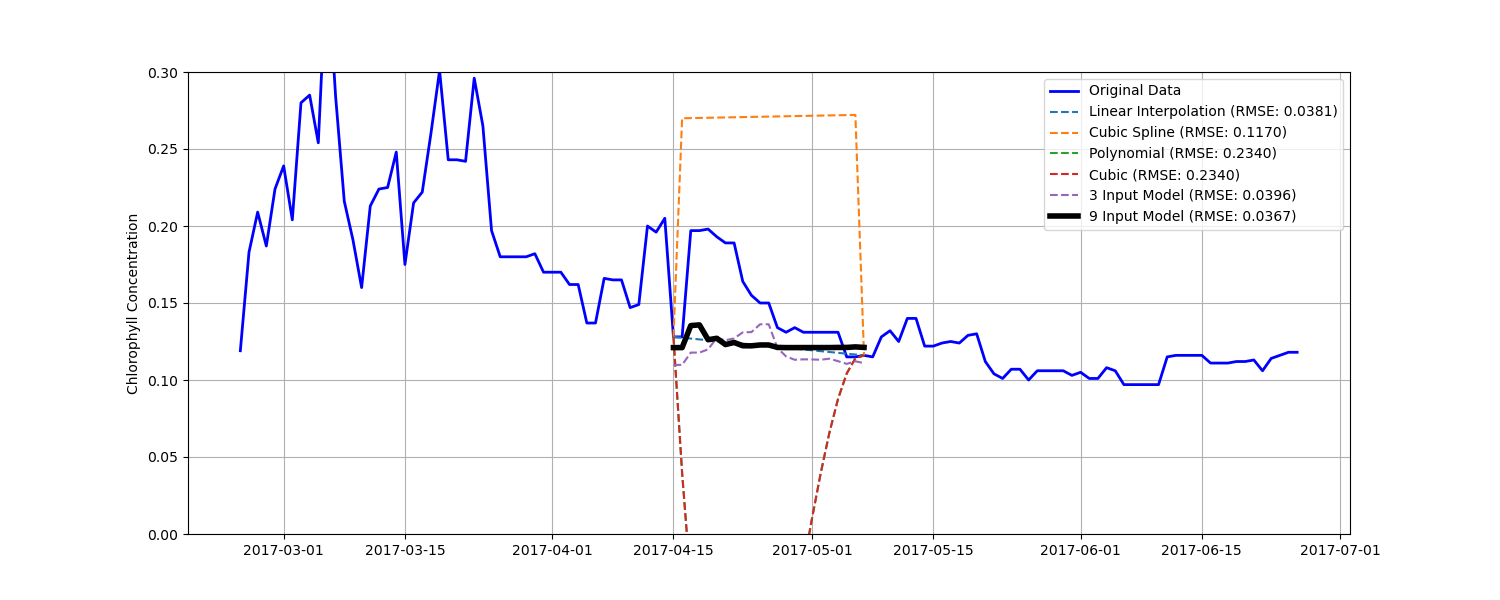 0.30
0.25
0.20
0.15
0.10
0.05
0.00
Chlorophyll Concentration
Original Data
Linear Interpolation (RMSE: 0.0381)
Cubic Spline (RMSE: 0.1170)
Polynomial (RMSE: 0.2340)
Cubic (RMSE: 0.2340)
3 Input Model (RMSE: 0.0396)
9 Input Model (RMSE: 0.0367)
2017-03-01 2017-03-15 2017-04-01 2017-04-15 2017-05-01 2017-05-15 2017-06-01 2017-06-15 2017-07-01